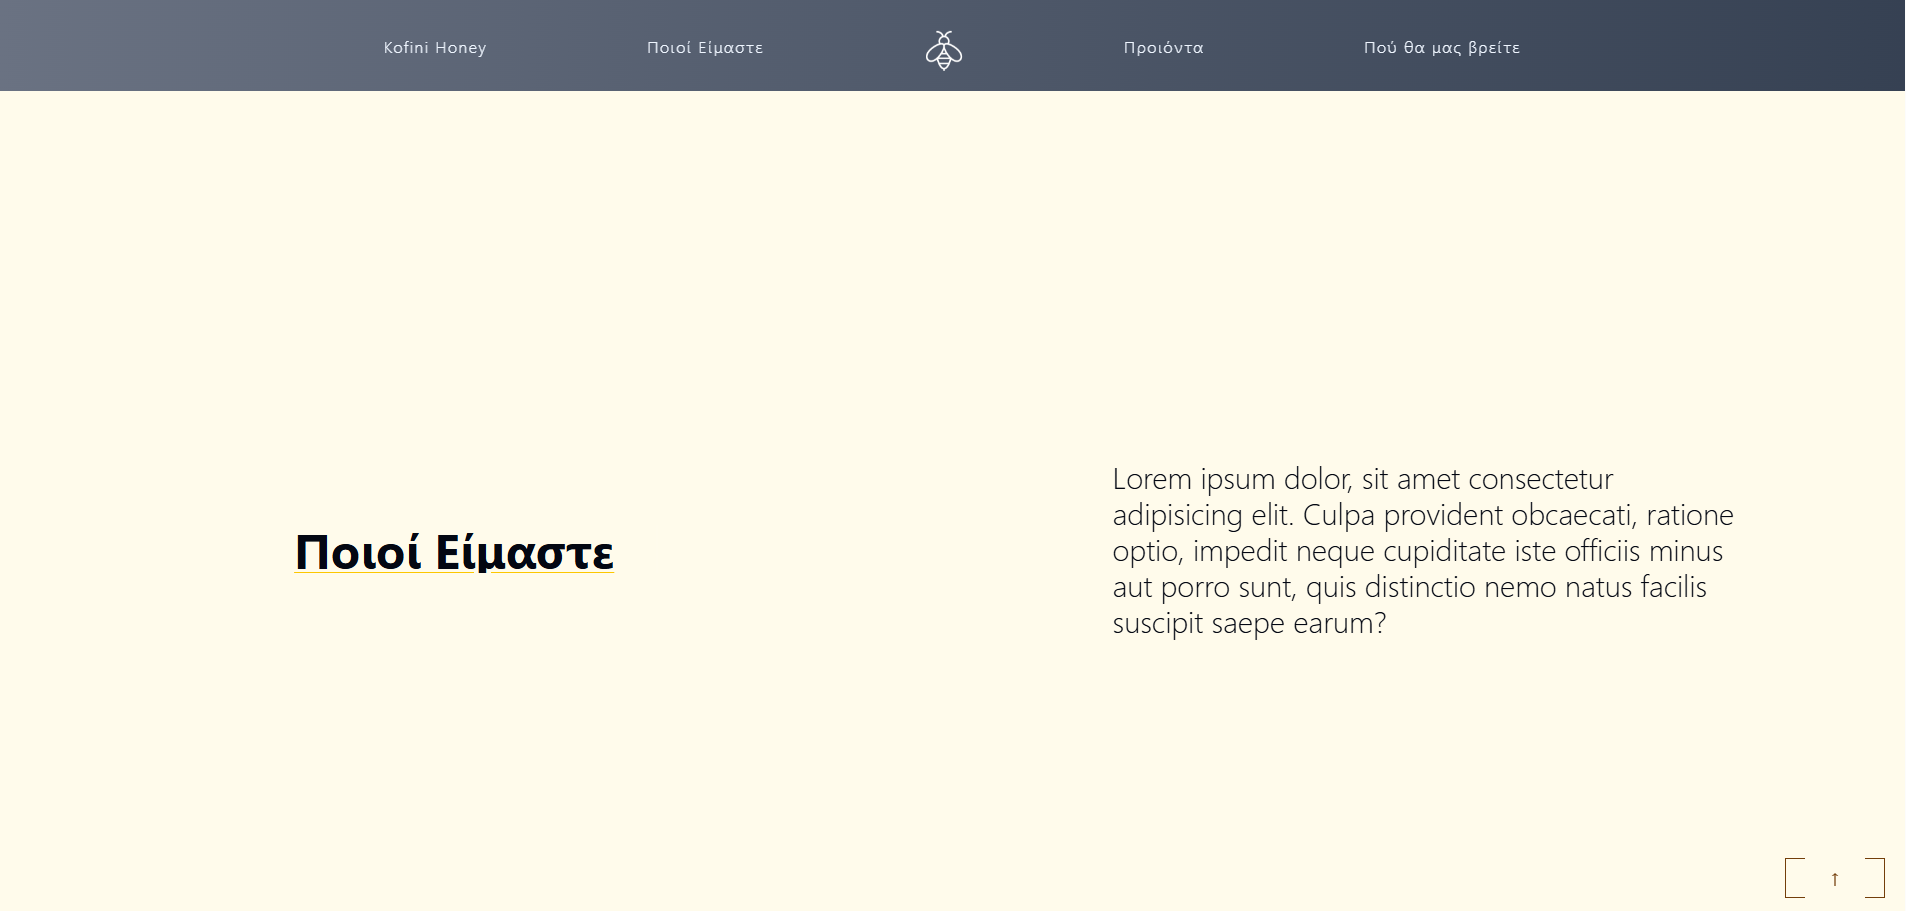 Kofini Honey
Ποιοί Είμαστε
Προιόντα
Πού θα μας βρείτε
Ποιοί Είμαστε
Lorem ipsum dolor, sit amet consectetur
adipisicing elit. Culpa provident obcaecati, ratione
optio, impedit neque cupiditate iste officiis minus
aut porro sunt, quis distinctio nemo natus facilis
suscipit saepe earum?
↑